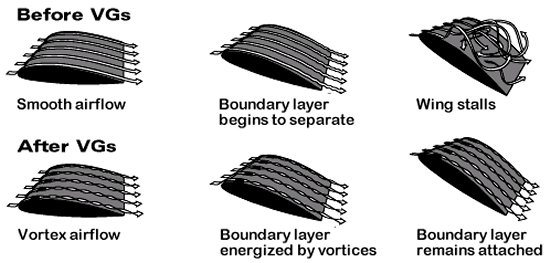 Before VGs
Smooth airflow
Boundary layer
begins to separate
Wing stalls
After VGs
Vortex airflow
Boundary layer
energized by vortices
Boundary layer
remains attached